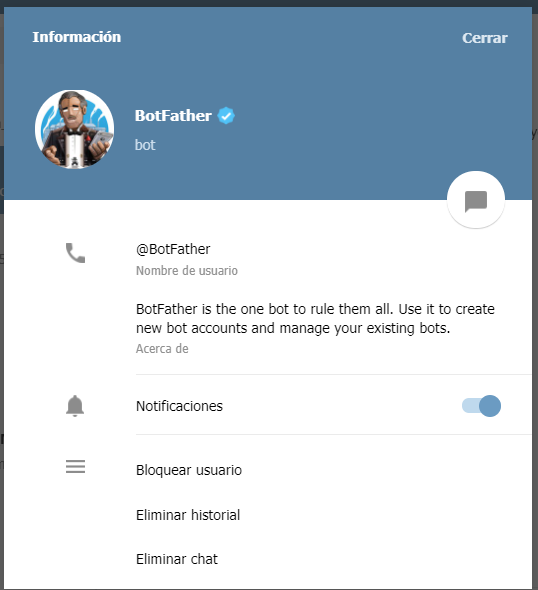 Información
Cerrar
BotFather
bot
@BotFather
Nombre de usuario
BotFather is the one bot to rule them all. Use it to create
new bot accounts and manage your existing bots.
Acerca de
Notificaciones
Bloquear usuario
Eliminar historial
Eliminar chat